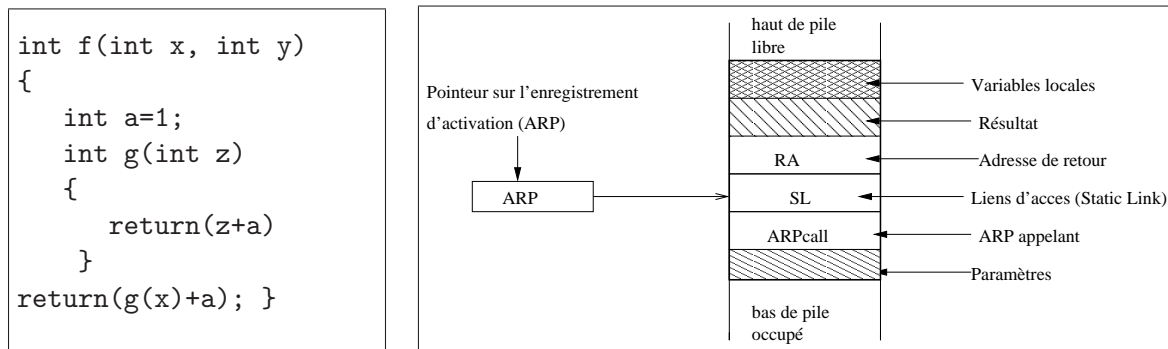 int f(int x, int y)
{
int a=1;
int g(int z)
{
return(z+a)
}
return(g(x)+a); }
haut de pile
libre
Pointeur sur l'enregistrement
d'activation (ARP)
ARP
RA
SL
ARPcall
bas de pile
occupé
Variables locales
Résultat
Adresse de retour
Liens d'acces (Static Link)
ARP appelant
Paramètres